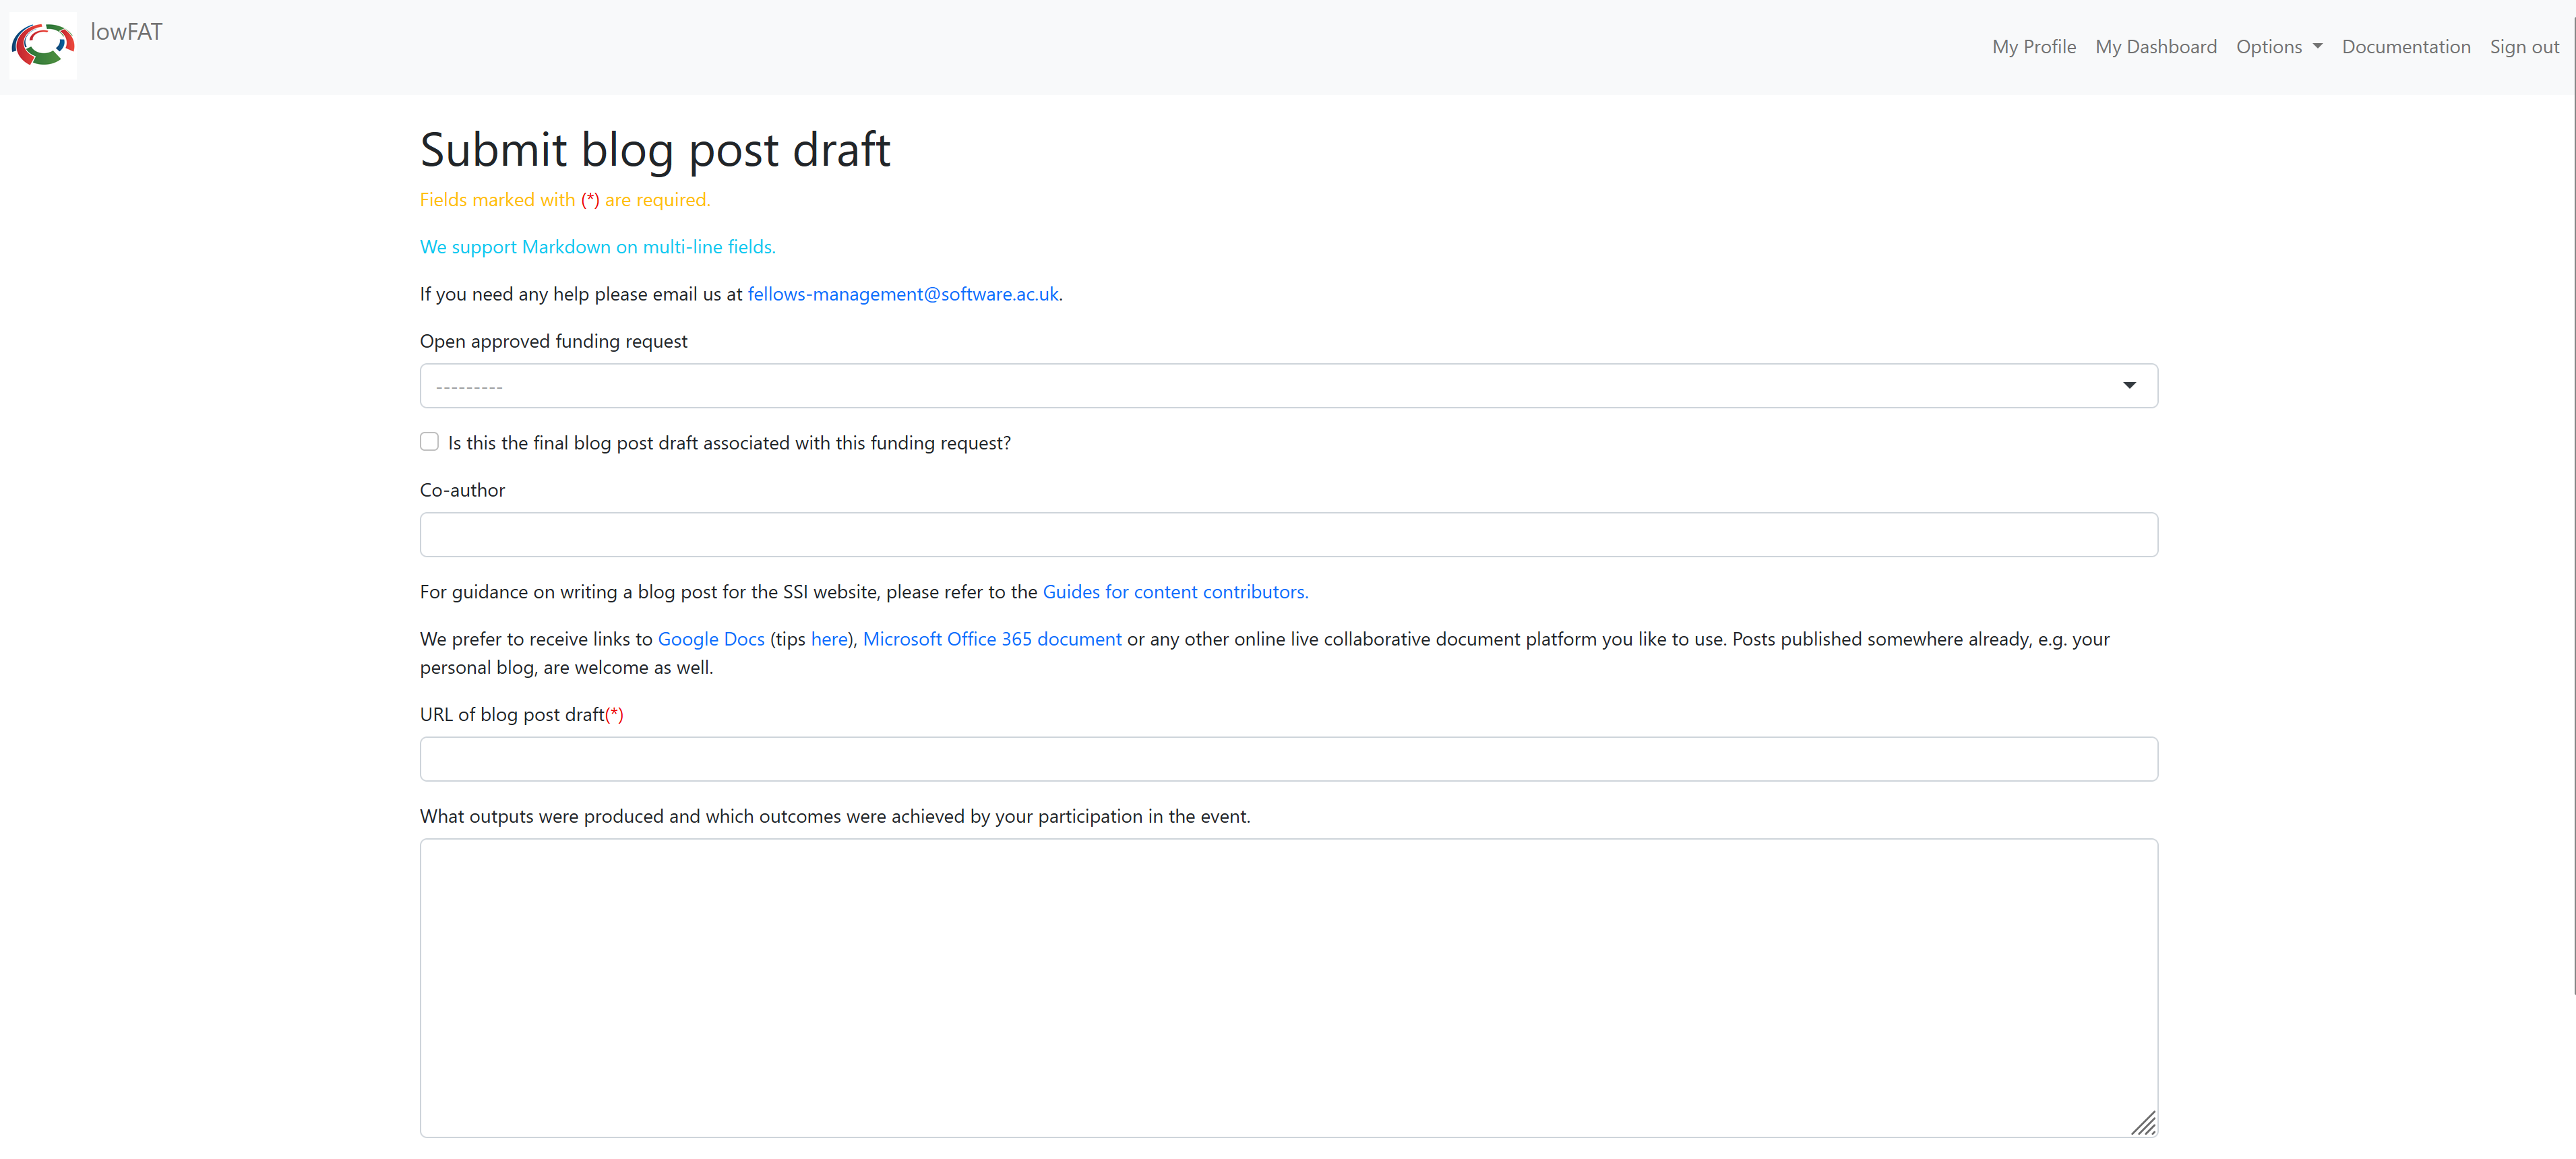 lowFAT
My Profile My Dashboard Options Documentation Sign out
Submit blog post draft
Fields marked with (*) are required.
We support Markdown on multi-line fields.
If you need any help please email us at fellows-management@software.ac.uk.
Open approved funding request
---------
Is this the final blog post draft associated with this funding request?
Co-author
For guidance on writing a blog post for the SSI website, please refer to the Guides for content contributors.
We prefer to receive links to Google Docs (tips here), Microsoft Office 365 document or any other online live collaborative document platform you like to use. Posts published somewhere already, e.g. your
personal blog, are welcome as well.
URL of blog post draft(*)
What outputs were produced and which outcomes were achieved by your participation in the event.